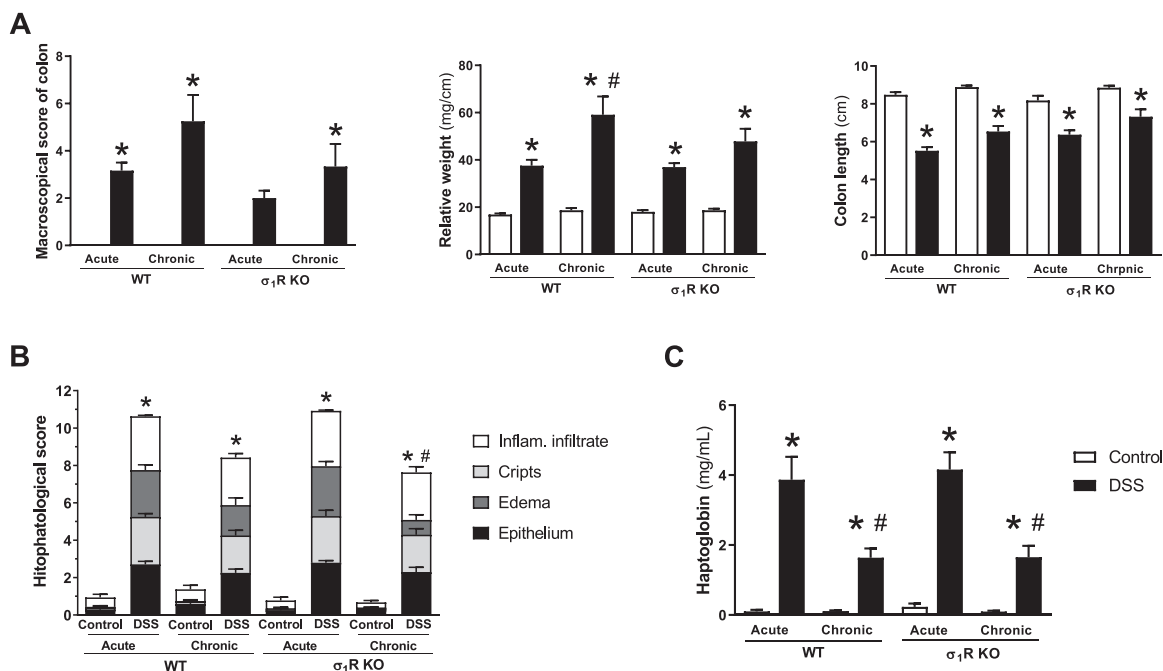 A
Macroscopical score of colon
8
6
4
2
0
* * *
Acute Chronic Acute Chronic
WT σ₁R KO
Relative weight (mg/cm)
80
60
40
20
0
* * # * *
Acute Chronic Acute Chronic
WT σ₁R KO
Colon length (cm)
10
8
6
4
2
0
* * * *
Acute Chronic Acute Chrpnic
WT σ₁R KO
B
Hitophatological score
12
10
8
6
4
2
0
* * * * #
Control DSS Control DSS Control DSS Control DSS
Acute Chronic Acute Chronic
WT σ₁R KO
Inflam. infiltrate
Cripts
Edema
Epithelium
C
Haptoglobin (mg/mL)
6
4
2
0
* * # * * #
Acute Chronic Acute Chronic
WT σ₁R KO
Control
DSS